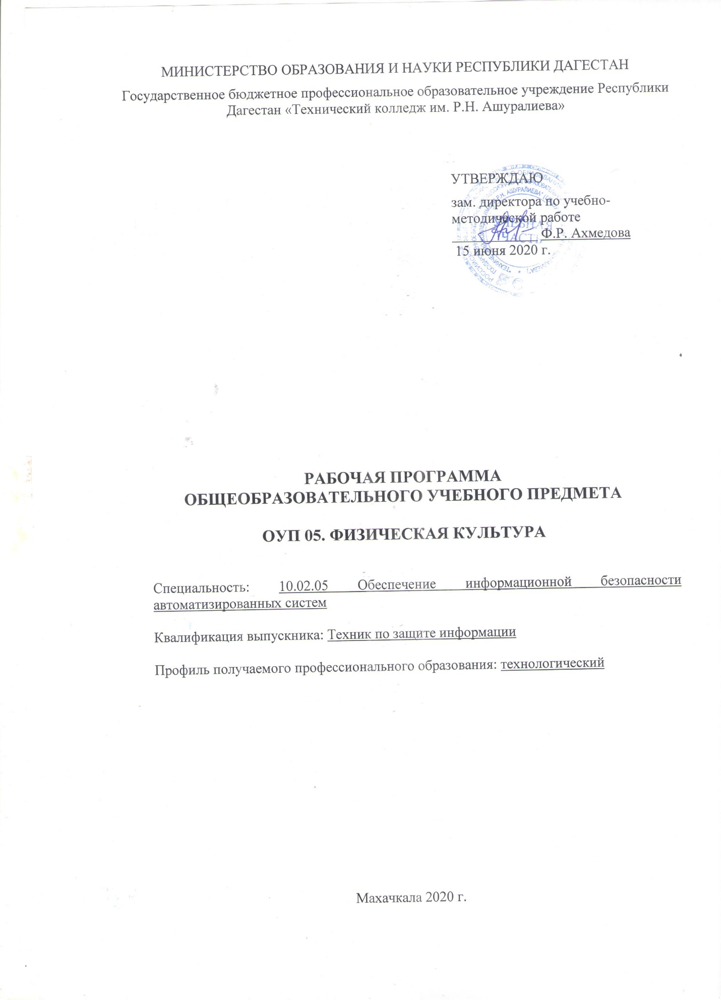 МИНИСТЕРСТВО ОБРАЗОВАНИЯ И НАУКИ РЕСПУБЛИКИ ДАГЕСТАН
Государственное бюджетное профессиональное образовательное учреждение Республики
Дагестан «Технический колледж им. Р.Н. Ашуралиева»
УТВЕРЖДАЮ
зам. директора по учебно-
методической работе
Ф.Р. Ахмедова
15 июня 2020 г.
УЧЕБНАЯ
ЧАСТЬ
РАБОЧАЯ ПРОГРАММА
ОБЩЕОБРАЗОВАТЕЛЬНОГО УЧЕБНОГО ПРЕДМЕТА
ОУП 05. ФИЗИЧЕСКАЯ КУЛЬТУРА
Специальность: 10.02.05 Обеспечение информационной безопасности
автоматизированных систем
Квалификация выпускника: Техник по защите информации
Профиль получаемого профессионального образования: технологический
Махачкала 2020 г.